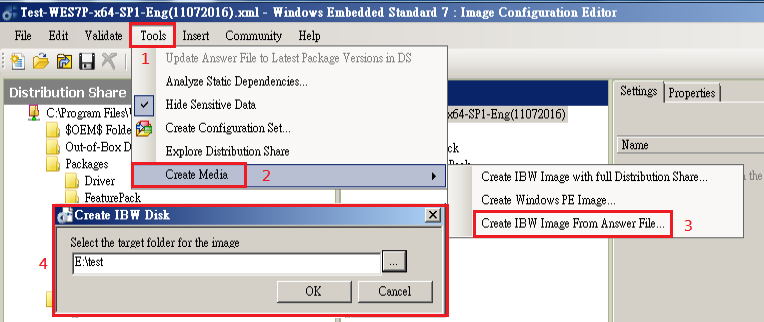 Test-WES7P-x64-SP1-Eng(11072016).xml - Windows Embedded Standard 7 : Image Configuration Editor
File Edit Validate Tools Insert Community Help
1
Update Answer File to Latest Package Versions in DS
Analyze Static Dependencies...
Hide Sensitive Data
Create Configuration Set...
Explore Distribution Share
Create Media 2
Distribution Share
C:\Program Files\
$OEM$ Folde
Out-of-Box D
Packages
Driver
FeaturePack
x64-SP1-Eng(11072016)
ck
Pack
Settings Properties
Name
n the
Create IBW Image with full Distribution Share...
Create Windows PE Image...
Create IBW Image From Answer File... 3
Create IBW Disk
Select the target folder for the image
4
E:\test ...
OK Cancel